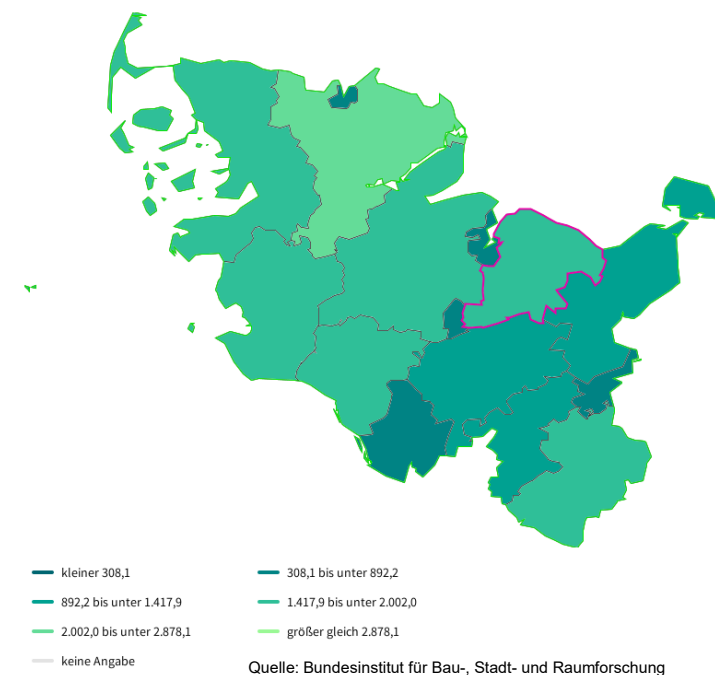 kleiner 308,1
308,1 bis unter 892,2
892,2 bis unter 1.417,9
1.417,9 bis unter 2.002,0
2.002,0 bis unter 2.878,1
größer gleich 2.878,1
keine Angabe
Quelle: Bundesinstitut für Bau-, Stadt- und Raumforschung